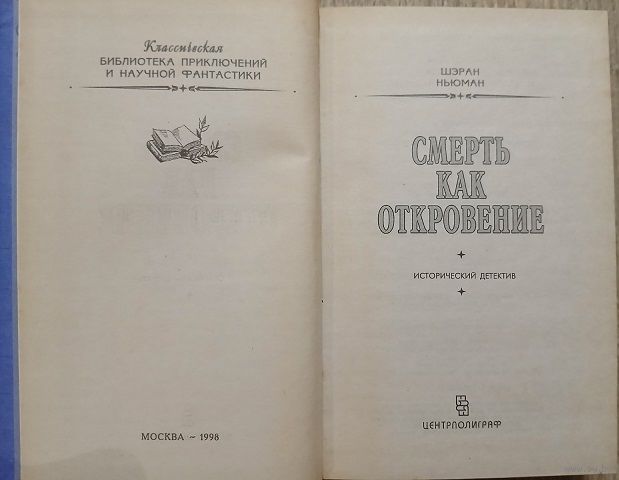 Классическая
БИБЛИОТЕКА ПРИКЛЮЧЕНИЙ
И НАУЧНОЙ ФАНТАСТИКИ
МОСКВА ~ 1998
ШЭРАН
НЬЮМАН
СМЕРТЬ
КАК
ОТКРОВЕНИЕ
ИСТОРИЧЕСКИЙ ДЕТЕКТИВ
ЦЕНТРПОЛИГРАФ